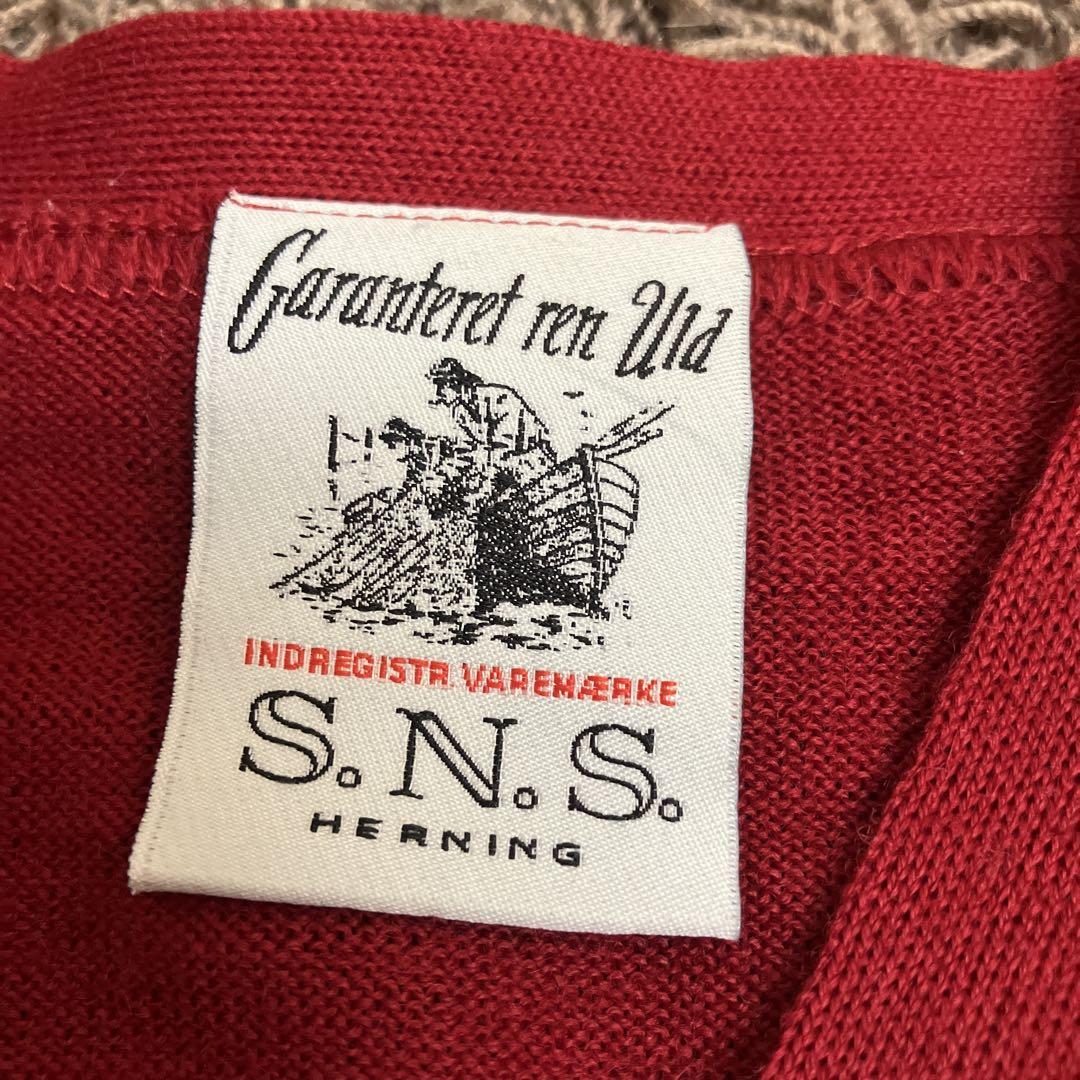 Garanteret ren Uld
INDREGISTR. VAREMÆRKE
S. N. S.
HERNING